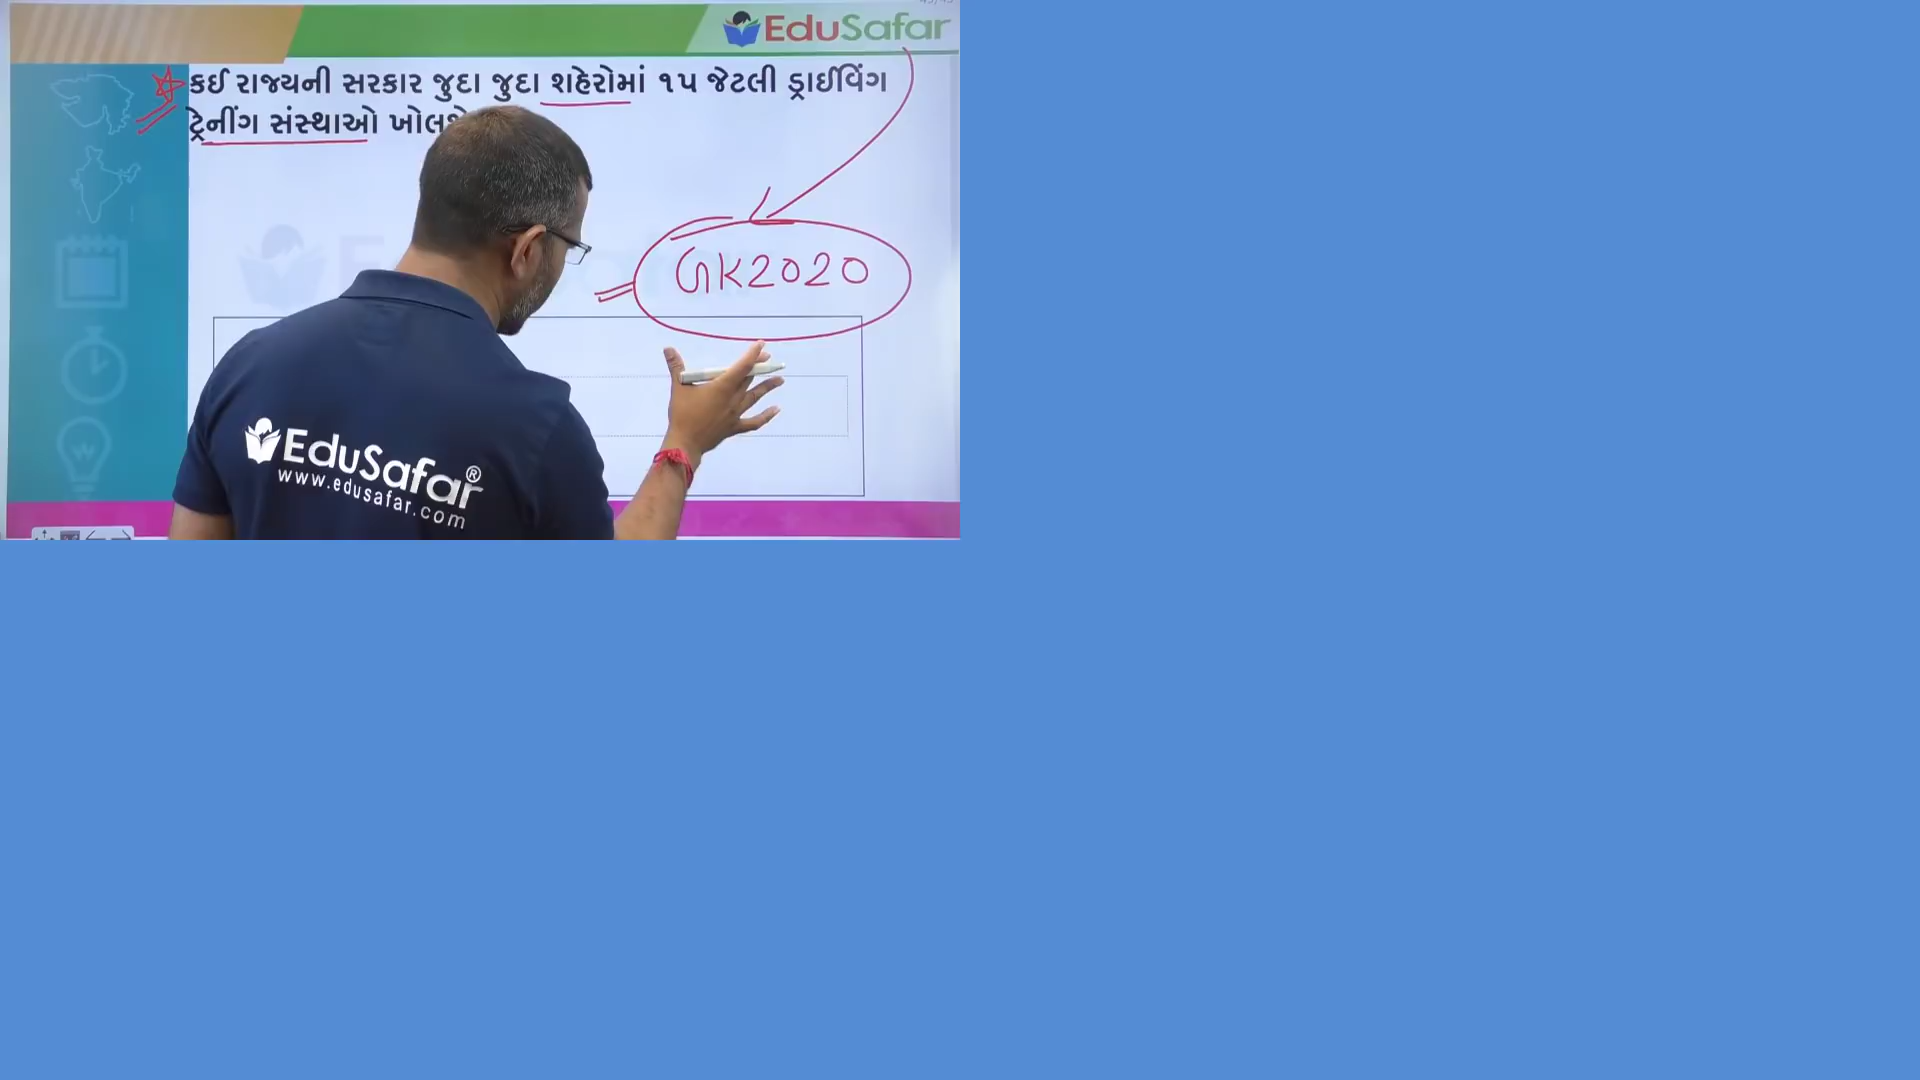 EduSafar
કઈ રાજ્યની સરકાર જુદા જુદા શહેરોમાં ૧૫ જેટલી ડ્રાઈવિંગ
ટ્રેનીંગ સંસ્થાઓ
GK2020
EduSafar®
www.edusafar.com